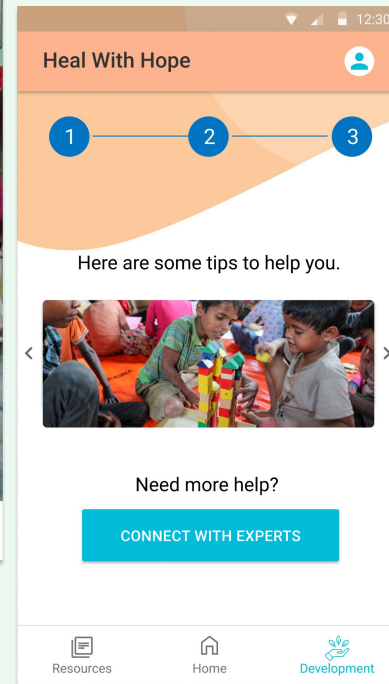 12:30
Heal With Hope
1 2 3
Here are some tips to help you.
Need more help?
CONNECT WITH EXPERTS
Resources Home Development